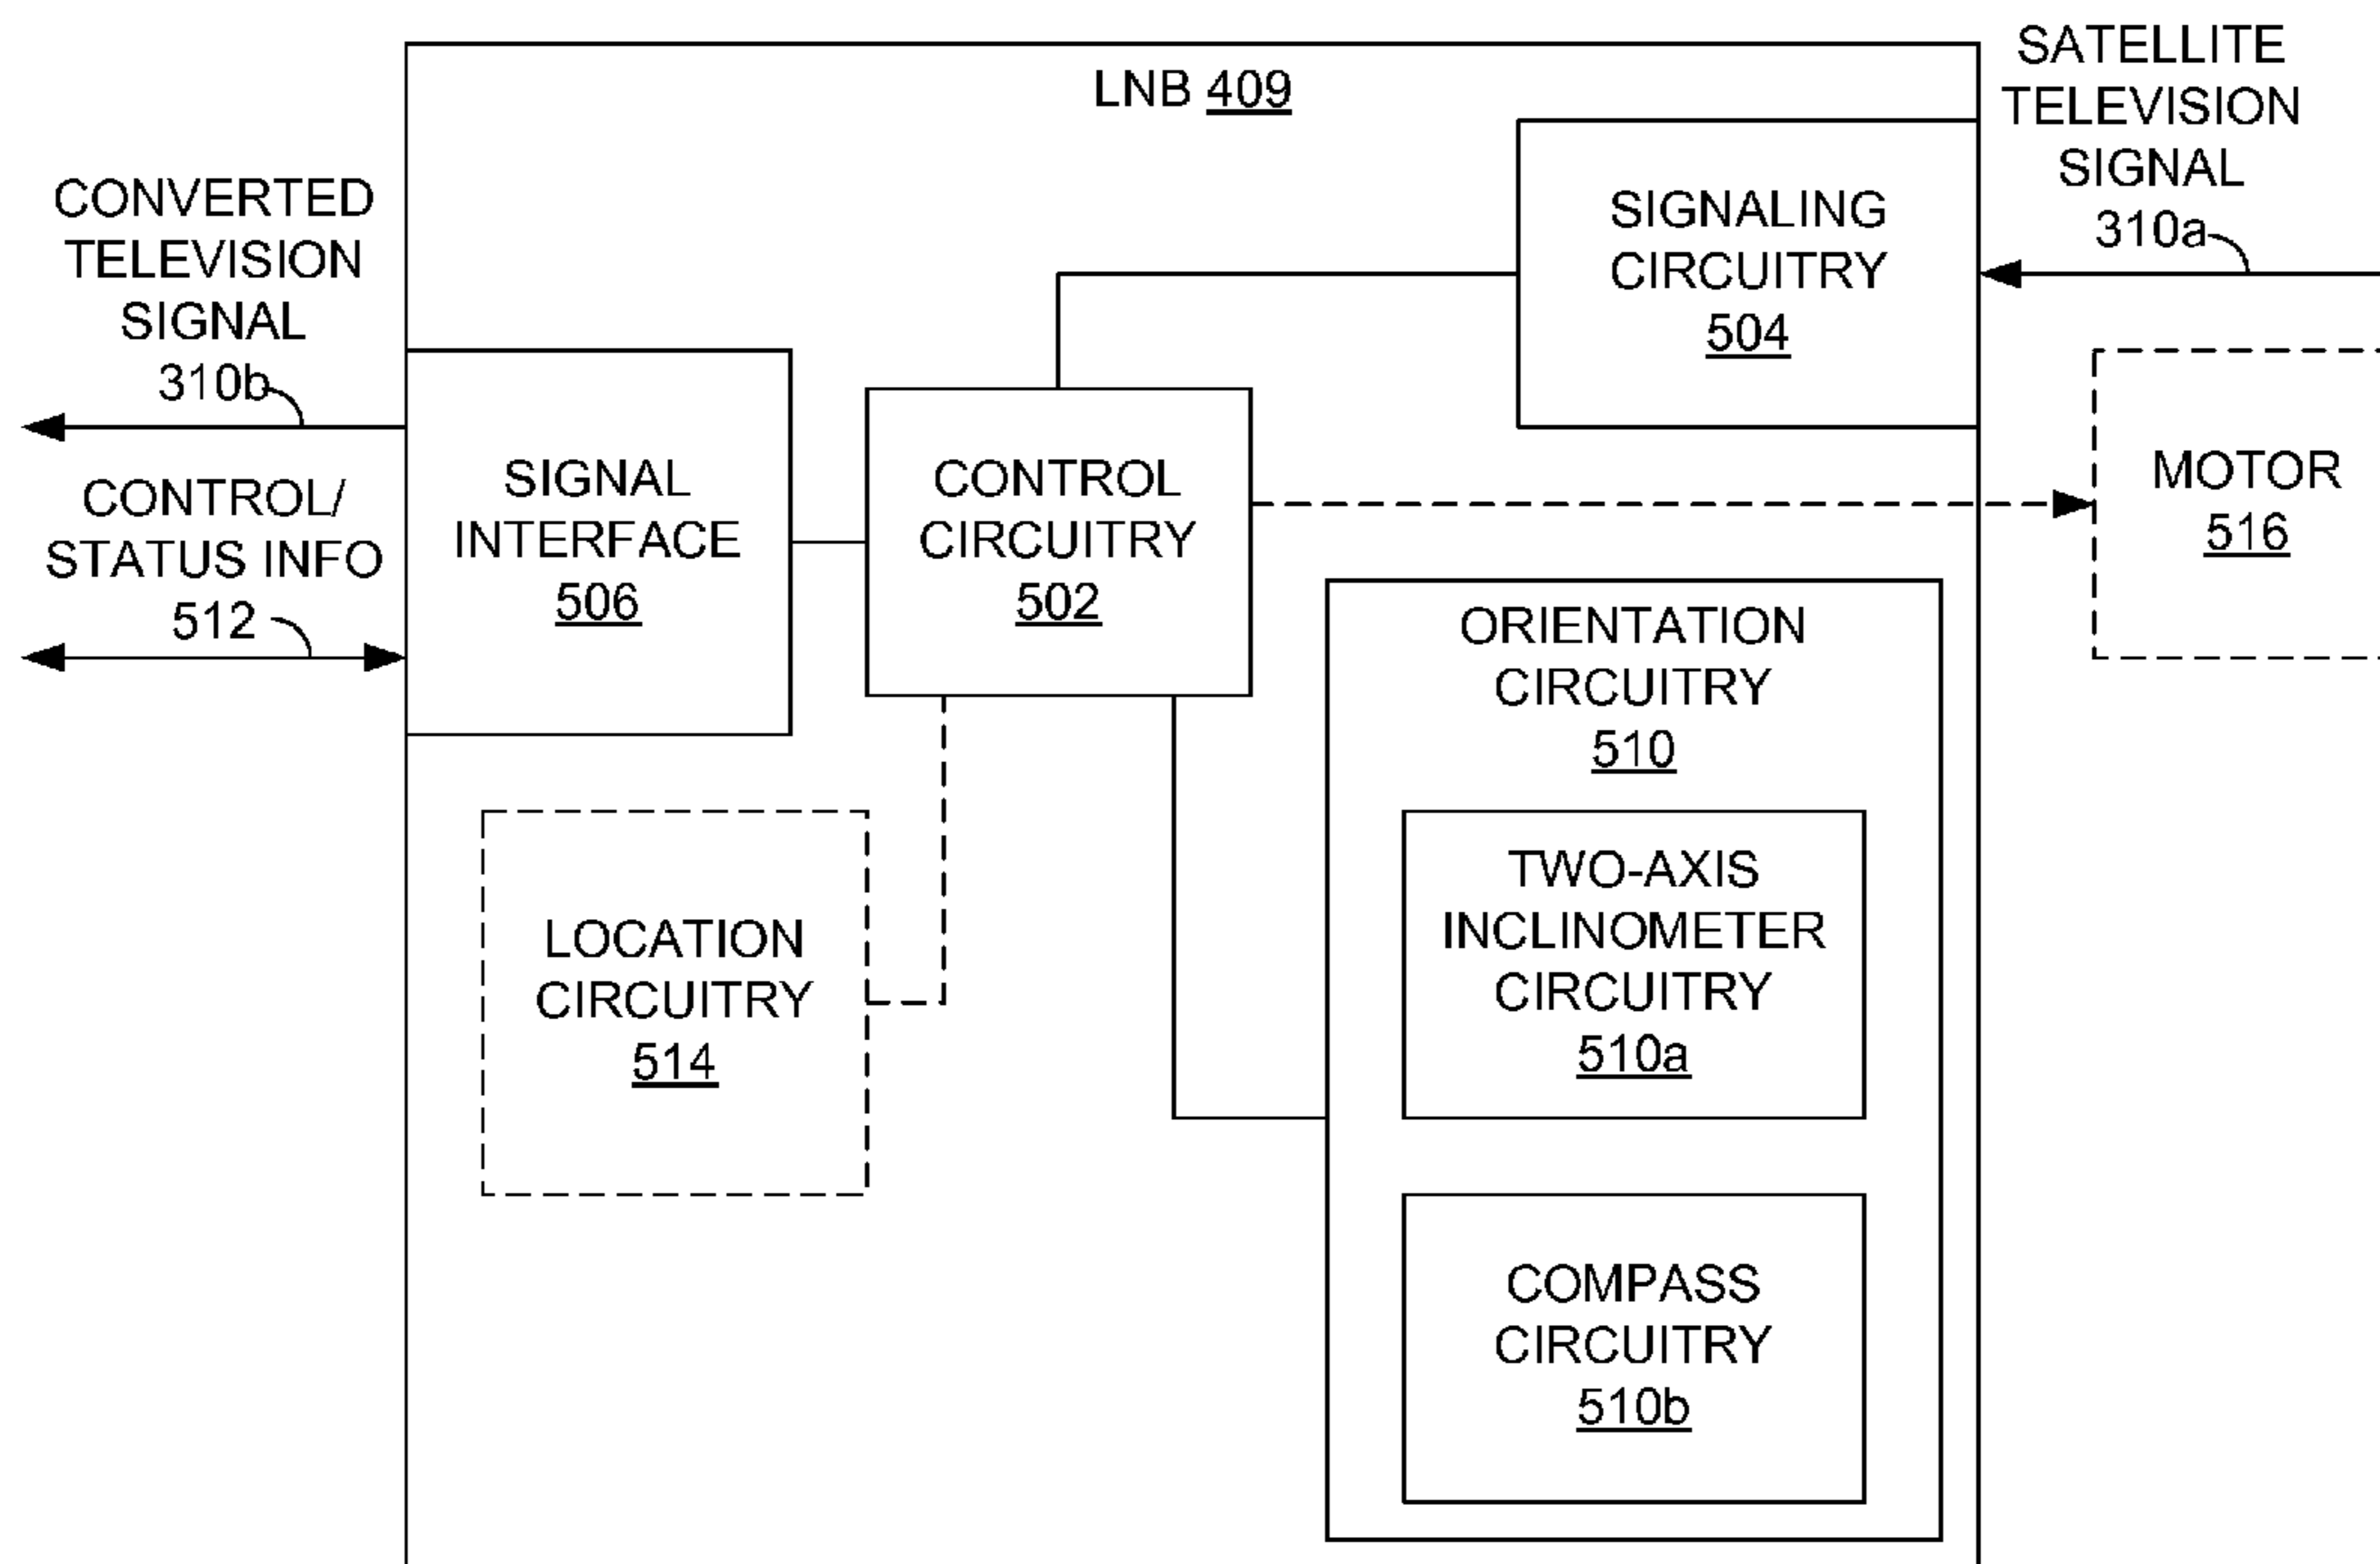 LNB 409
SATELLITE
TELEVISION
SIGNAL
310a
CONVERTED
TELEVISION
SIGNAL
310b
SIGNALING
CIRCUITRY
504
CONTROL/
STATUS INFO
512
SIGNAL
INTERFACE
506
CONTROL
CIRCUITRY
502
MOTOR
516
ORIENTATION
CIRCUITRY
510
LOCATION
CIRCUITRY
514
TWO-AXIS
INCLINOMETER
CIRCUITRY
510a
COMPASS
CIRCUITRY
510b